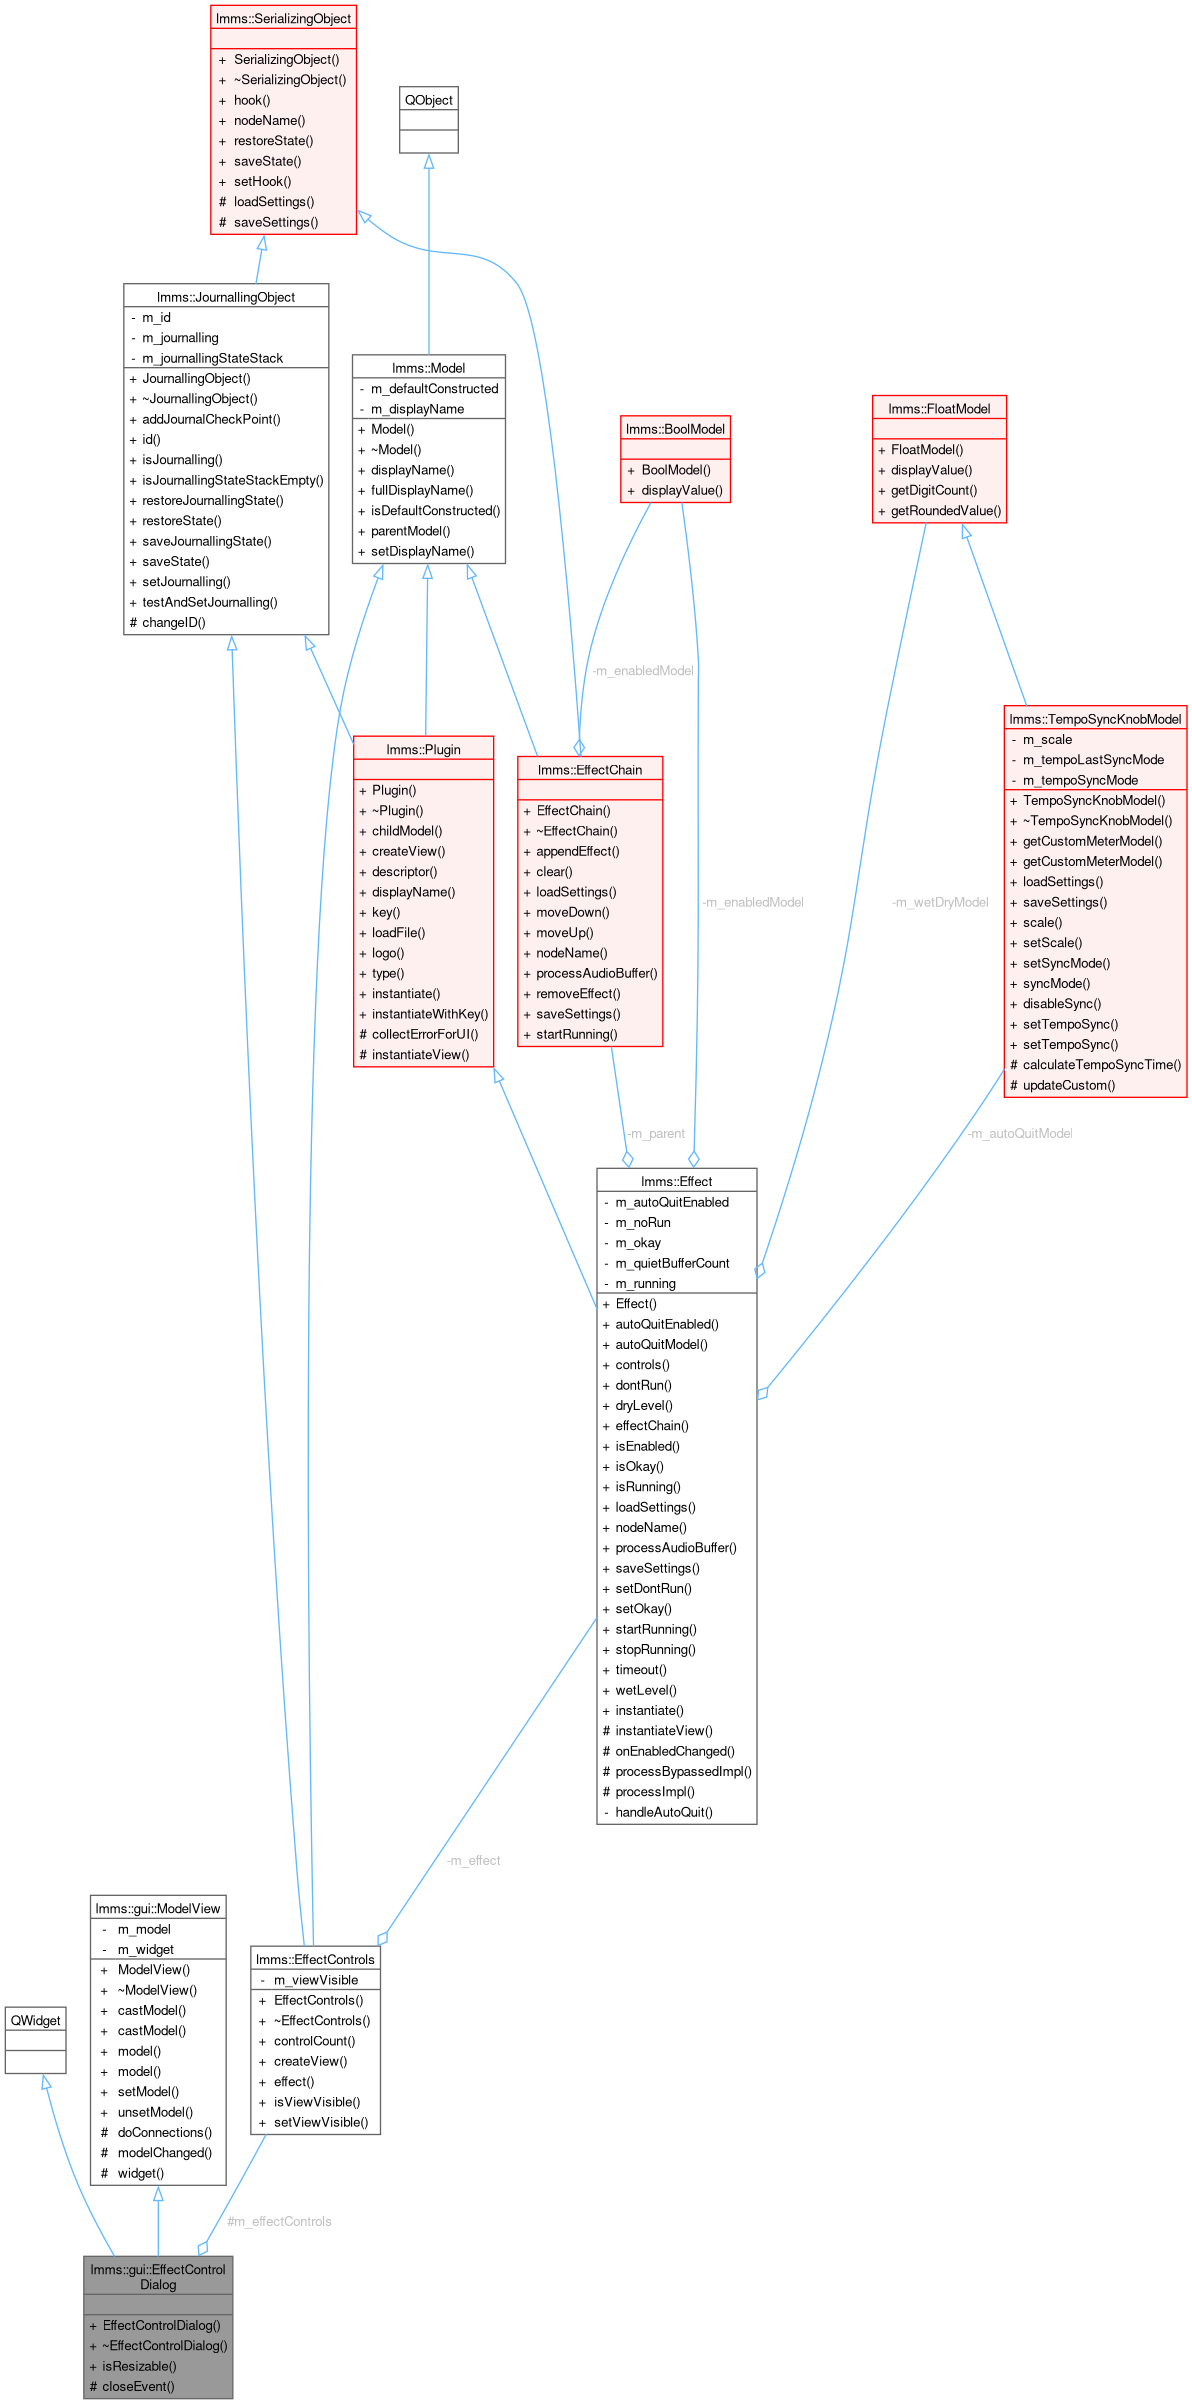 lmms::SerializingObject
+ SerializingObject()
+ ~SerializingObject()
+ hook()
+ nodeName()
+ restoreState()
+ saveState()
+ setHook()
# loadSettings()
# saveSettings()
QObject
lmms::JournallingObject
- m_id
- m_journalling
- m_journallingStateStack
+ JournallingObject()
+ ~JournallingObject()
+ addJournalCheckPoint()
+ id()
+ isJournalling()
+ isJournallingStateStackEmpty()
+ restoreJournallingState()
+ restoreState()
+ saveJournallingState()
+ saveState()
+ setJournalling()
+ testAndSetJournalling()
# changeID()
lmms::Model
- m_defaultConstructed
- m_displayName
+ Model()
+ ~Model()
+ displayName()
+ fullDisplayName()
+ isDefaultConstructed()
+ parentModel()
+ setDisplayName()
lmms::BoolModel
+ BoolModel()
+ displayValue()
lmms::FloatModel
+ FloatModel()
+ displayValue()
+ getDigitCount()
+ getRoundedValue()
-m_enabledModel
lmms::TempoSyncKnobModel
- m_scale
- m_tempoLastSyncMode
- m_tempoSyncMode
+ TempoSyncKnobModel()
+ ~TempoSyncKnobModel()
+ getCustomMeterModel()
+ getCustomMeterModel()
+ loadSettings()
+ saveSettings()
+ scale()
+ setScale()
+ setSyncMode()
+ syncMode()
+ disableSync()
+ setTempoSync()
+ setTempoSync()
# calculateTempoSyncTime()
# updateCustom()
lmms::Plugin
+ Plugin()
+ ~Plugin()
+ childModel()
+ createView()
+ descriptor()
+ displayName()
+ key()
+ loadFile()
+ logo()
+ type()
+ instantiate()
+ instantiateWithKey()
# collectErrorForUI()
# instantiateView()
lmms::EffectChain
+ EffectChain()
+ ~EffectChain()
+ appendEffect()
+ clear()
+ loadSettings()
+ moveDown()
+ moveUp()
+ nodeName()
+ processAudioBuffer()
+ removeEffect()
+ saveSettings()
+ startRunning()
-m_enabledModel
-m_wetDryModel
-m_parent
-m_autoQuitModel
lmms::Effect
- m_autoQuitEnabled
- m_noRun
- m_okay
- m_quietBufferCount
- m_running
+ Effect()
+ autoQuitEnabled()
+ autoQuitModel()
+ controls()
+ dontRun()
+ dryLevel()
+ effectChain()
+ isEnabled()
+ isOkay()
+ isRunning()
+ loadSettings()
+ nodeName()
+ processAudioBuffer()
+ saveSettings()
+ setDontRun()
+ setOkay()
+ startRunning()
+ stopRunning()
+ timeout()
+ wetLevel()
+ instantiate()
# instantiateView()
# onEnabledChanged()
# processBypassedImpl()
# processImpl()
- handleAutoQuit()
-m_effect
lmms::gui::ModelView
- m_model
- m_widget
+ ModelView()
+ ~ModelView()
+ castModel()
+ castModel()
+ model()
+ model()
+ setModel()
+ unsetModel()
# doConnections()
# modelChanged()
# widget()
lmms::EffectControls
- m_viewVisible
+ EffectControls()
+ ~EffectControls()
+ controlCount()
+ createView()
+ effect()
+ isViewVisible()
+ setViewVisible()
QWidget
#m_effectControls
lmms::gui::EffectControl
Dialog
+ EffectControlDialog()
+ ~EffectControlDialog()
+ isResizable()
# closeEvent()